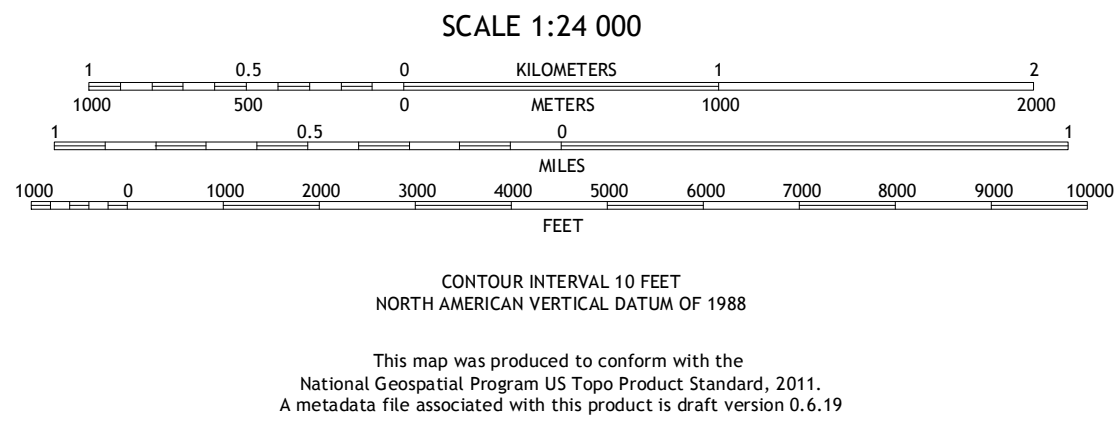 SCALE 1:24 000
1 0.5 0 KILOMETERS 1 2
1000 500 0 METERS 1000 2000
1 0.5 0 1
MILES
1000 0 1000 2000 3000 4000 5000 6000 7000 8000 9000 10000
FEET
CONTOUR INTERVAL 10 FEET
NORTH AMERICAN VERTICAL DATUM OF 1988
This map was produced to conform with the
National Geospatial Program US Topo Product Standard, 2011.
A metadata file associated with this product is draft version 0.6.19